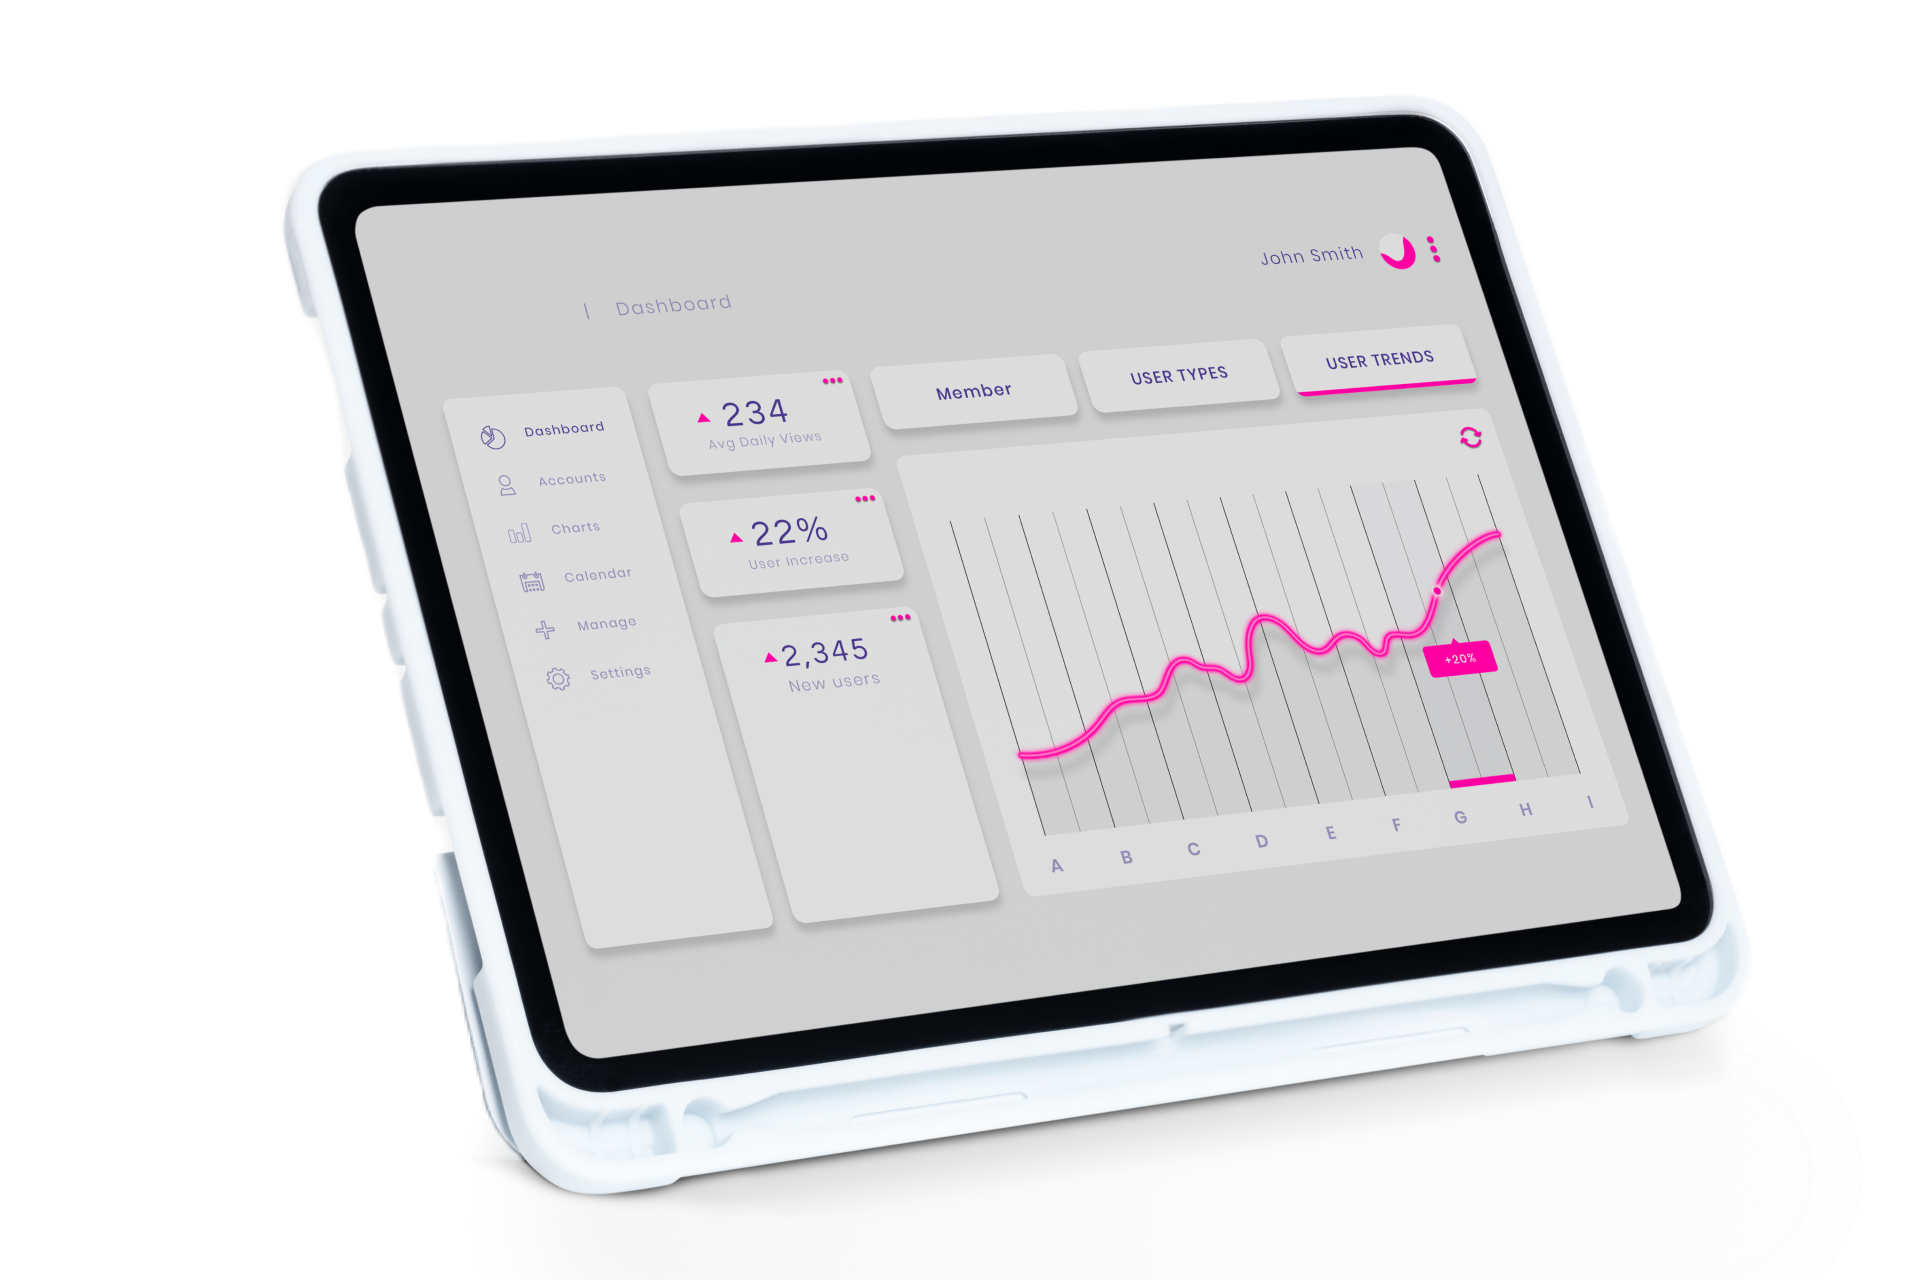 John Smith
| Dashboard
Dashboard
Accounts
Charts
Calendar
Manage
Settings
234
Avg Daily Views
22%
User Increase
2,345
New users
Member
USER TYPES
USER TRENDS
+20%
A B C D E F G H I